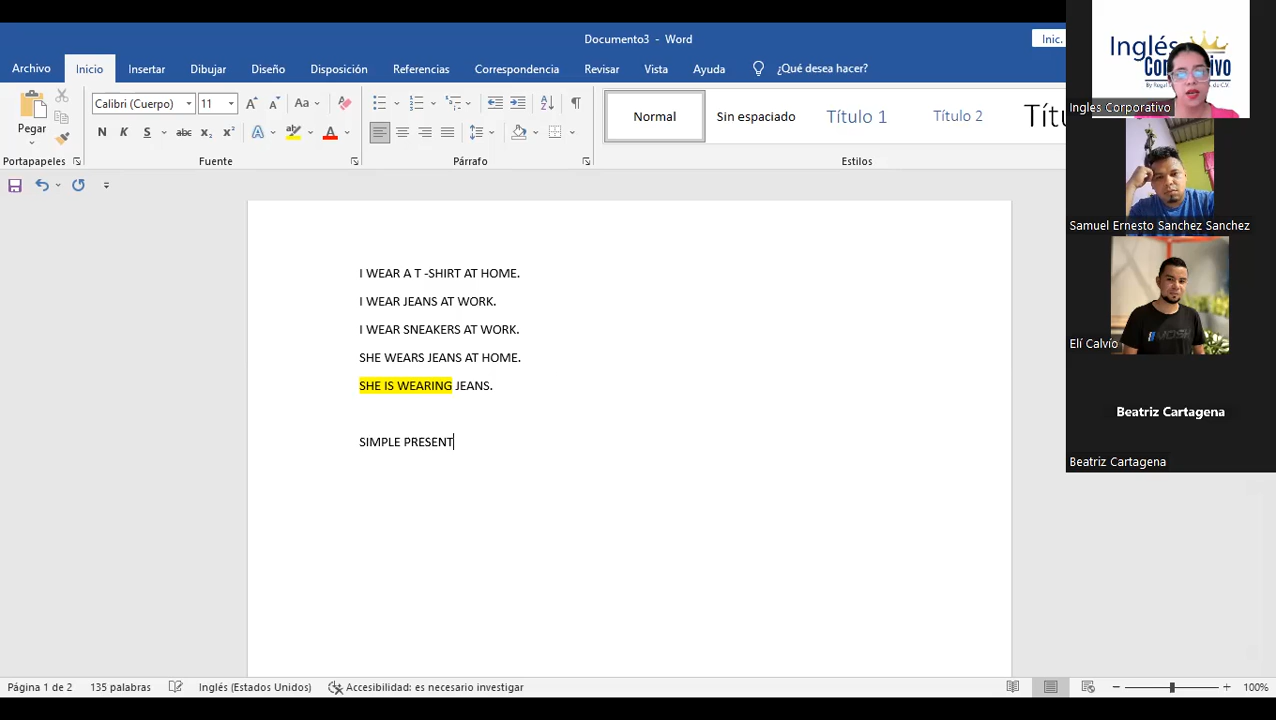 Documento3 - Word
Inic.
Archivo Inicio Insertar Dibujar Diseño Disposición Referencias Correspondencia Revisar Vista Ayuda ¿Qué desea hacer?
Calibri (Cuerpo) 11
Pegar
Normal Sin espaciado Título 1 Título 2
Portapapeles Fuente Párrafo Estilos
I WEAR A T -SHIRT AT HOME.
I WEAR JEANS AT WORK.
I WEAR SNEAKERS AT WORK.
SHE WEARS JEANS AT HOME.
SHE IS WEARING JEANS.
SIMPLE PRESENT
Inglés
Ingles Corporativo
Samuel Ernesto Sanchez Sanchez
Elí Calvío
Beatriz Cartagena
Beatriz Cartagena
Página 1 de 2 135 palabras Inglés (Estados Unidos) Accesibilidad: es necesario investigar 100%